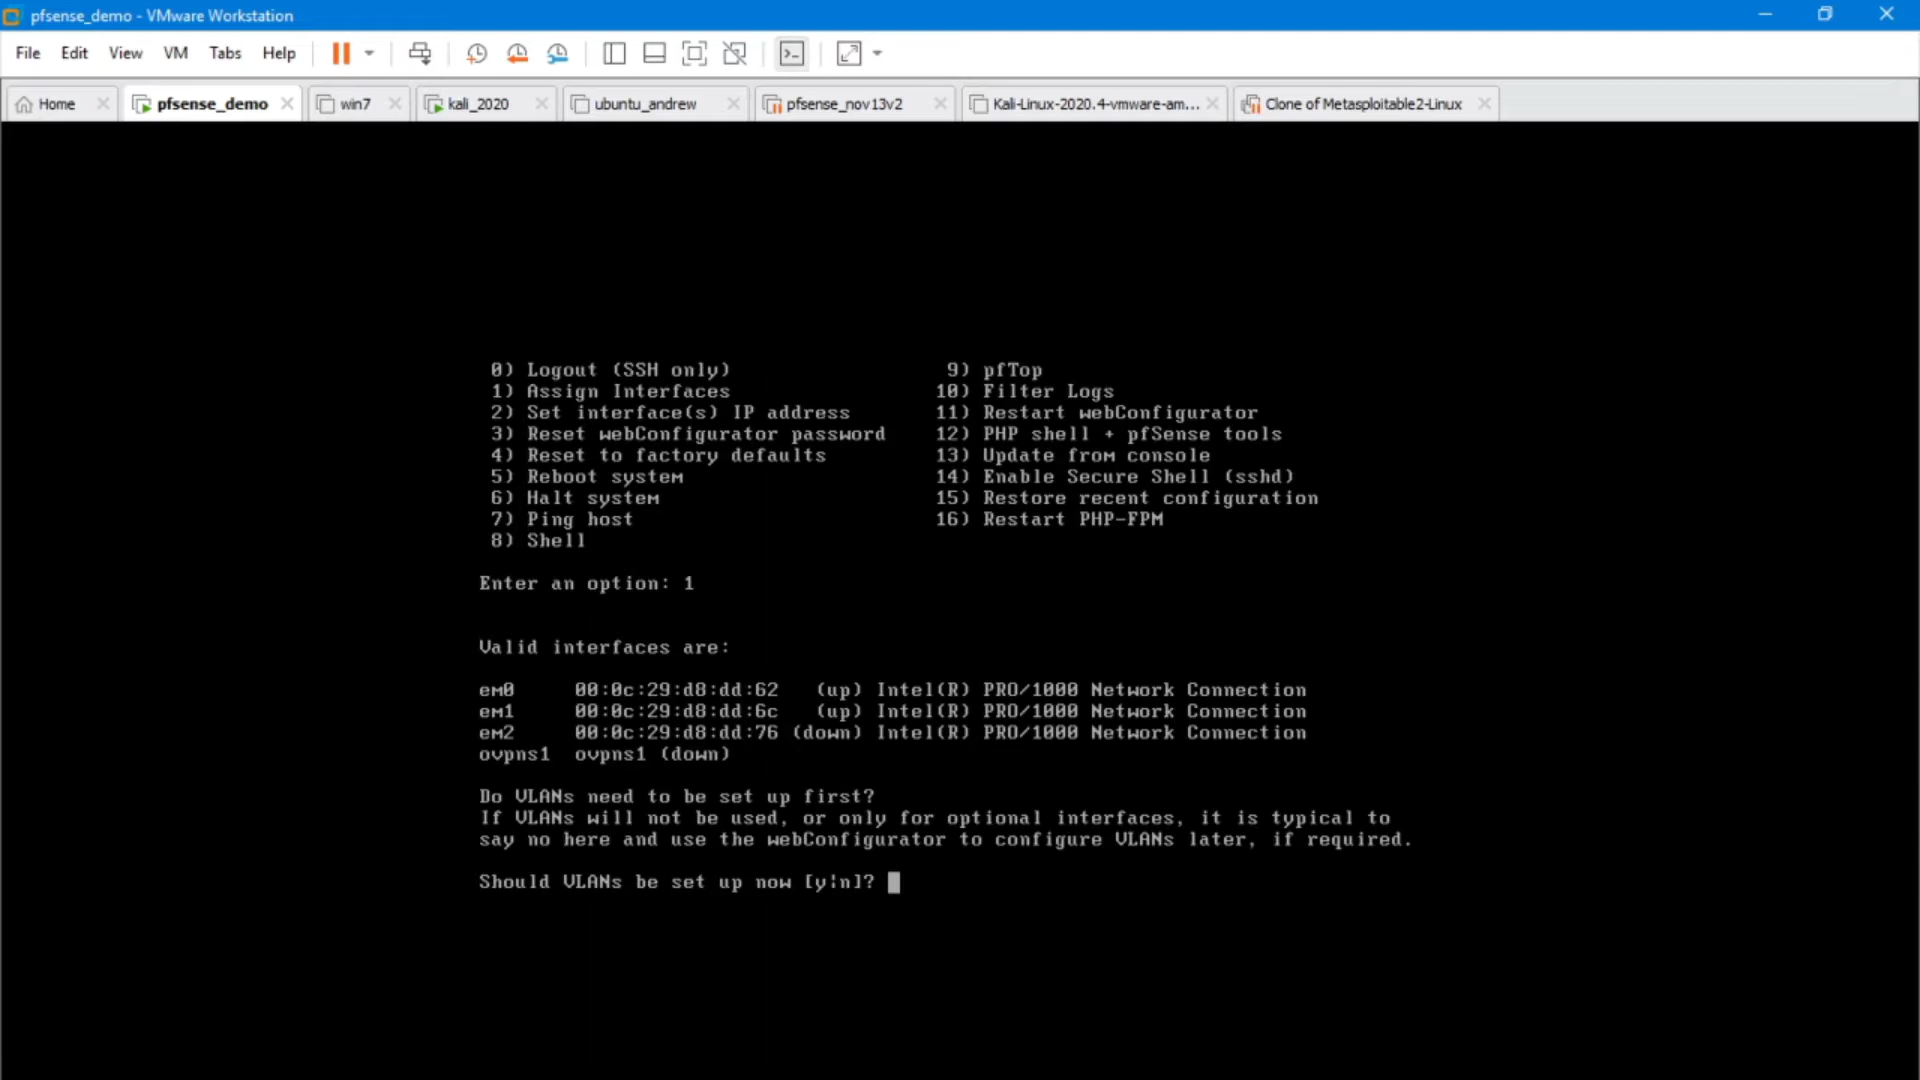 pfsense_demo - VMware Workstation
File Edit View VM Tabs Help
Home pfsense_demo win7 kali_2020 ubuntu_andrew pfsense_nov13v2 Kali-Linux-2020.4-vmware-am... Clone of Metasploitable2-Linux
0) Logout (SSH only) 9) pfTop
1) Assign Interfaces 10) Filter Logs
2) Set interface(s) IP address 11) Restart webConfigurator
3) Reset webConfigurator password 12) PHP shell + pfSense tools
4) Reset to factory defaults 13) Update from console
5) Reboot system 14) Enable Secure Shell (sshd)
6) Halt system 15) Restore recent configuration
7) Ping host 16) Restart PHP-FPM
8) Shell
Enter an option: 1
Valid interfaces are:
em0 00:0c:29:d8:dd:62 (up) Intel(R) PRO/1000 Network Connection
em1 00:0c:29:d8:dd:6c (up) Intel(R) PRO/1000 Network Connection
em2 00:0c:29:d8:dd:76 (down) Intel(R) PRO/1000 Network Connection
ovpns1 ovpns1 (down)
Do VLANs need to be set up first?
If VLANs will not be used, or only for optional interfaces, it is typical to
say no here and use the webConfigurator to configure VLANs later, if required.
Should VLANs be set up now [y|n]?